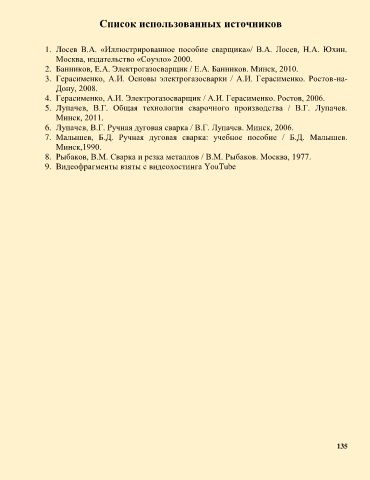 Список использованных источников
1. Лосев В.А. «Иллюстрированное пособие сварщика»/ В.А. Лосев, Н.А. Юхин.
Москва, издательство «Соуэло» 2000.
2. Банников, Е.А. Электрогазосварщик / Е.А. Банников. Минск, 2010.
3. Герасименко, А.И. Основы электрогазосварки / А.И. Герасименко. Ростов-на-
Дону, 2008.
4. Герасименко, А.И. Электрогазосварщик / А.И. Герасименко. Ростов, 2006.
5. Лупачев, В.Г. Общая технология сварочного производства / В.Г. Лупачев.
Минск, 2011.
6. Лупачев, В.Г. Ручная дуговая сварка / В.Г. Лупачев. Минск, 2006.
7. Малышев, Б.Д. Ручная дуговая сварка: учебное пособие / Б.Д. Малышев.
Минск,1990.
8. Рыбаков, В.М. Сварка и резка металлов / В.М. Рыбаков. Москва, 1977.
9. Видеофрагменты взяты с видеохостинга YouTube
135